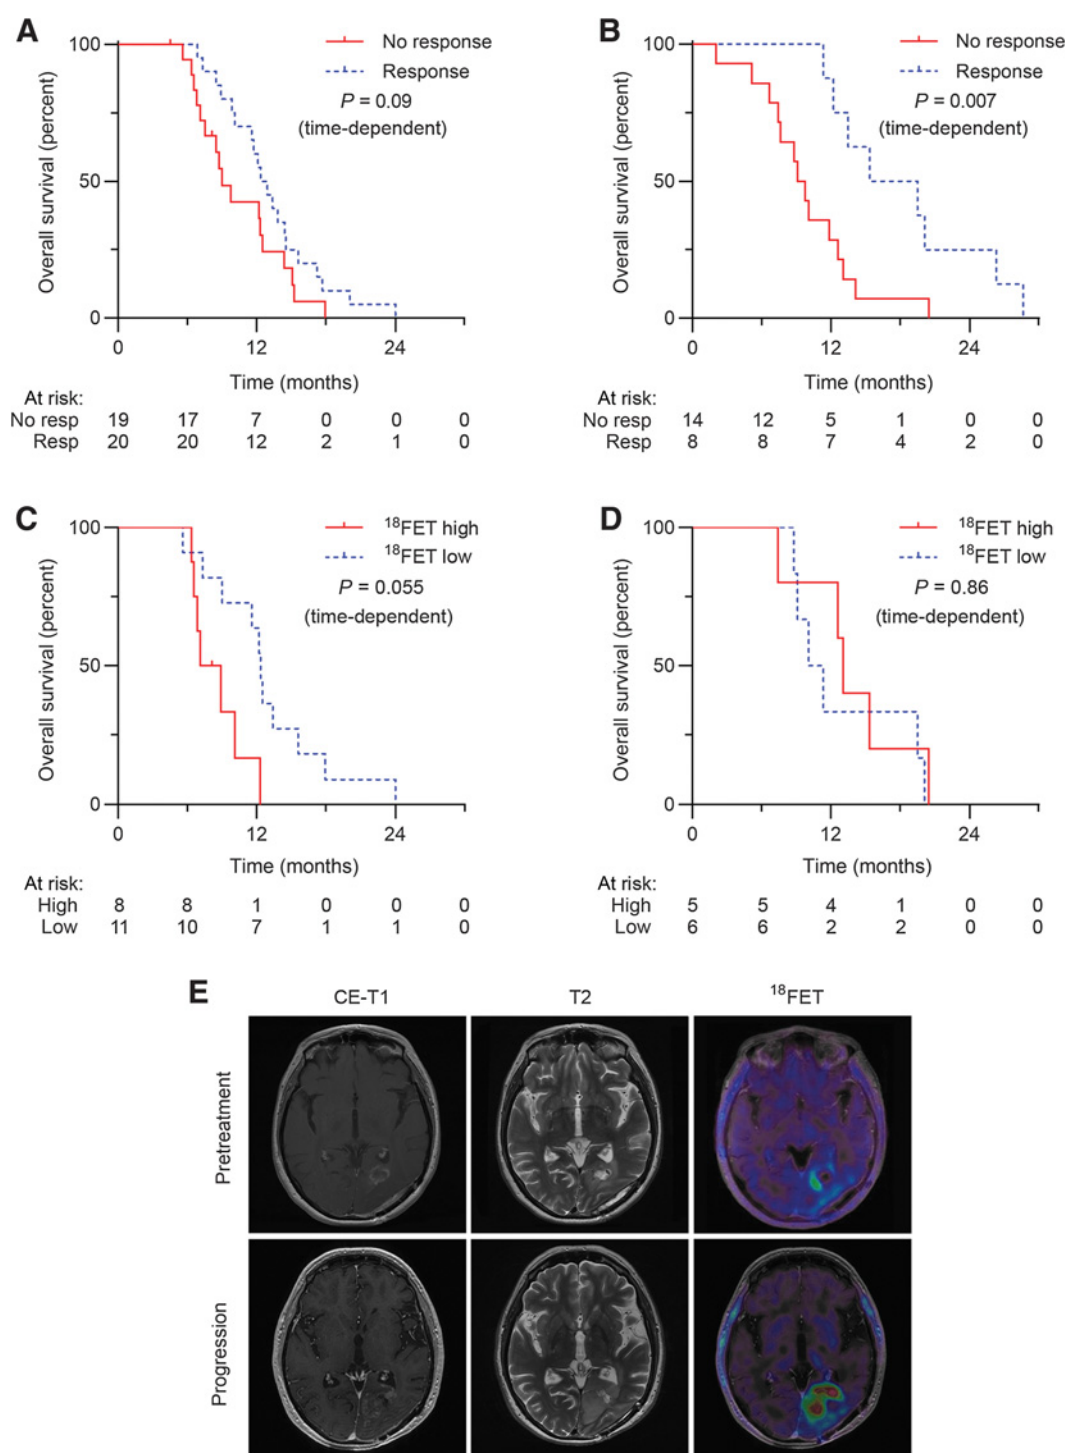 A
Overall survival (percent)
100
50
0
No response
Response
P = 0.09
(time-dependent)
0 12 24
Time (months)
At risk:
No resp 19 17 7 0 0 0
Resp 20 20 12 2 1 0
B
Overall survival (percent)
100
50
0
No response
Response
P = 0.007
(time-dependent)
0 12 24
Time (months)
At risk:
No resp 14 12 5 1 0 0
Resp 8 8 7 4 2 0
C
Overall survival (percent)
100
50
0
¹⁸FET high
¹⁸FET low
P = 0.055
(time-dependent)
0 12 24
Time (months)
At risk:
High 8 8 1 0 0 0
Low 11 10 7 1 1 0
D
Overall survival (percent)
100
50
0
¹⁸FET high
¹⁸FET low
P = 0.86
(time-dependent)
0 12 24
Time (months)
At risk:
High 5 5 4 1 0 0
Low 6 6 2 2 0 0
E
CE-T1 T2 ¹⁸FET
Pretreatment
Progression